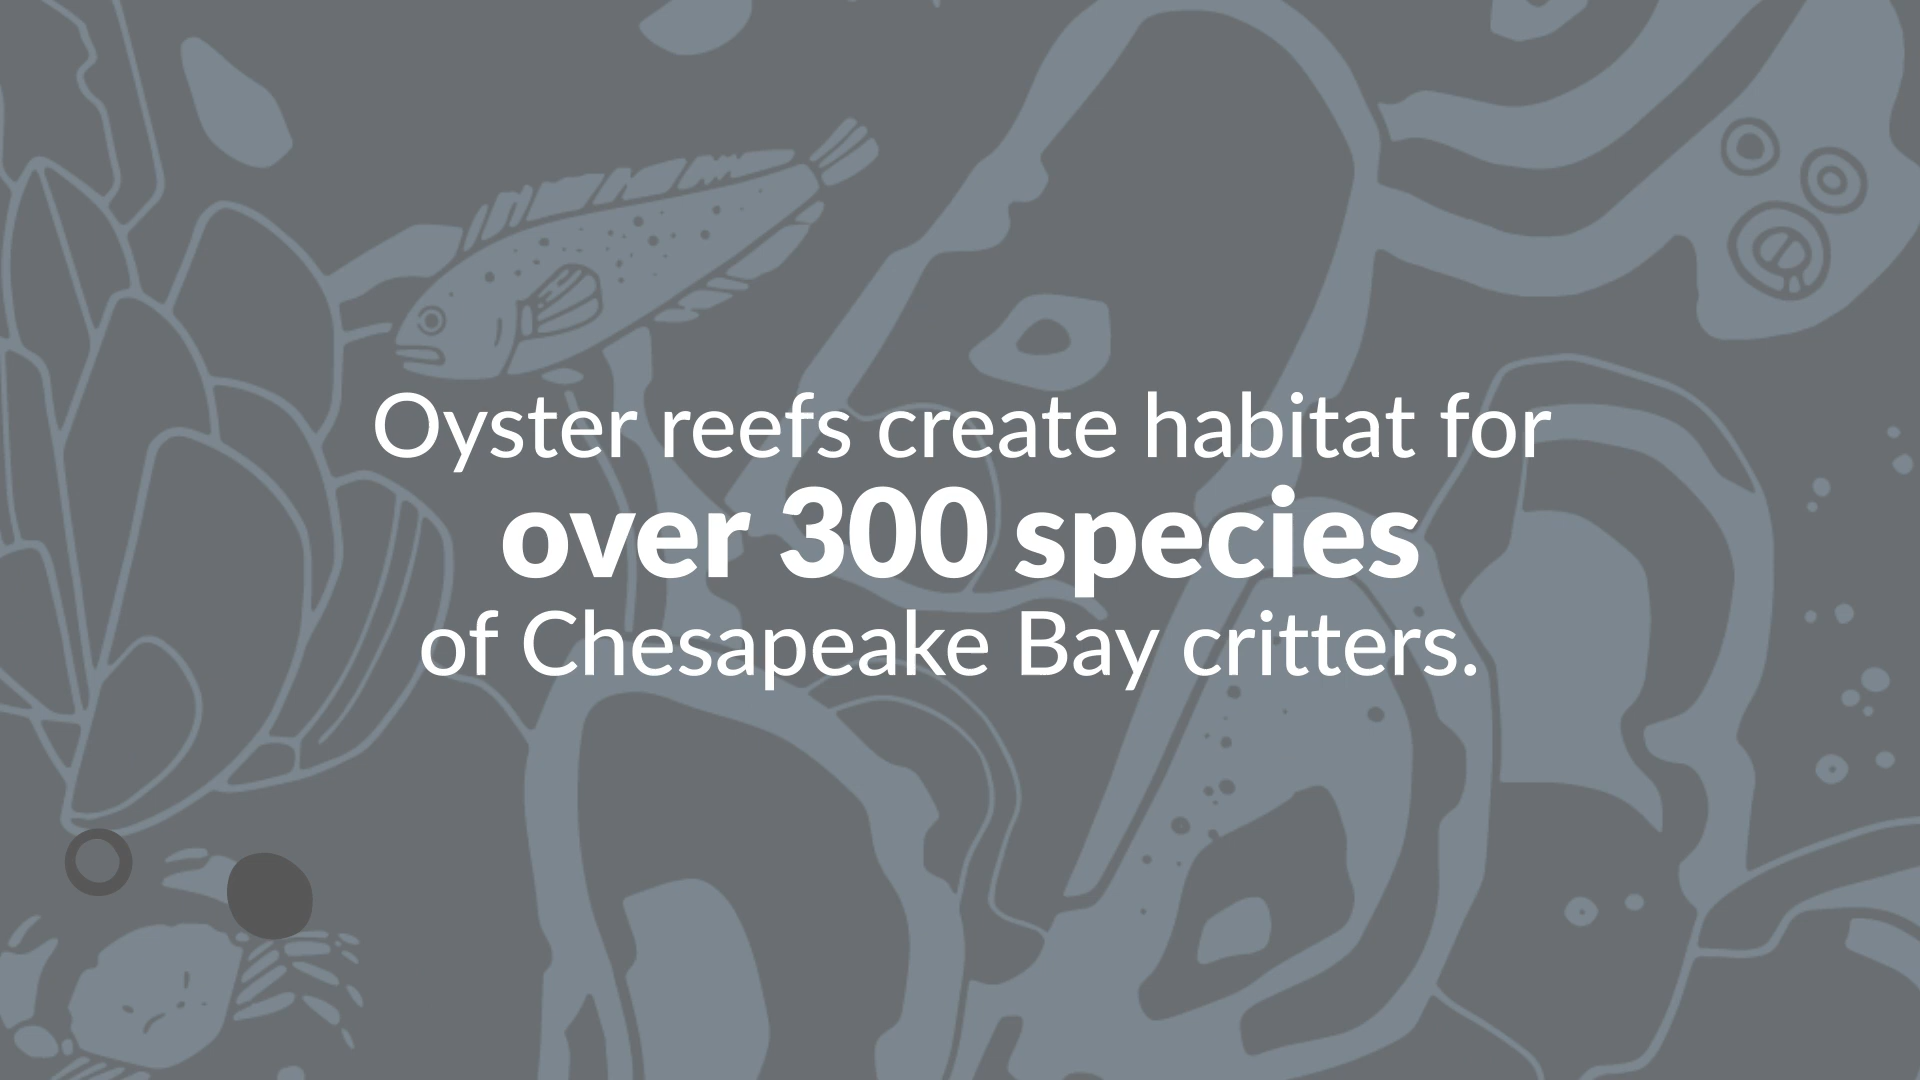 Oyster reefs create habitat for
over 300 species
of Chesapeake Bay critters.